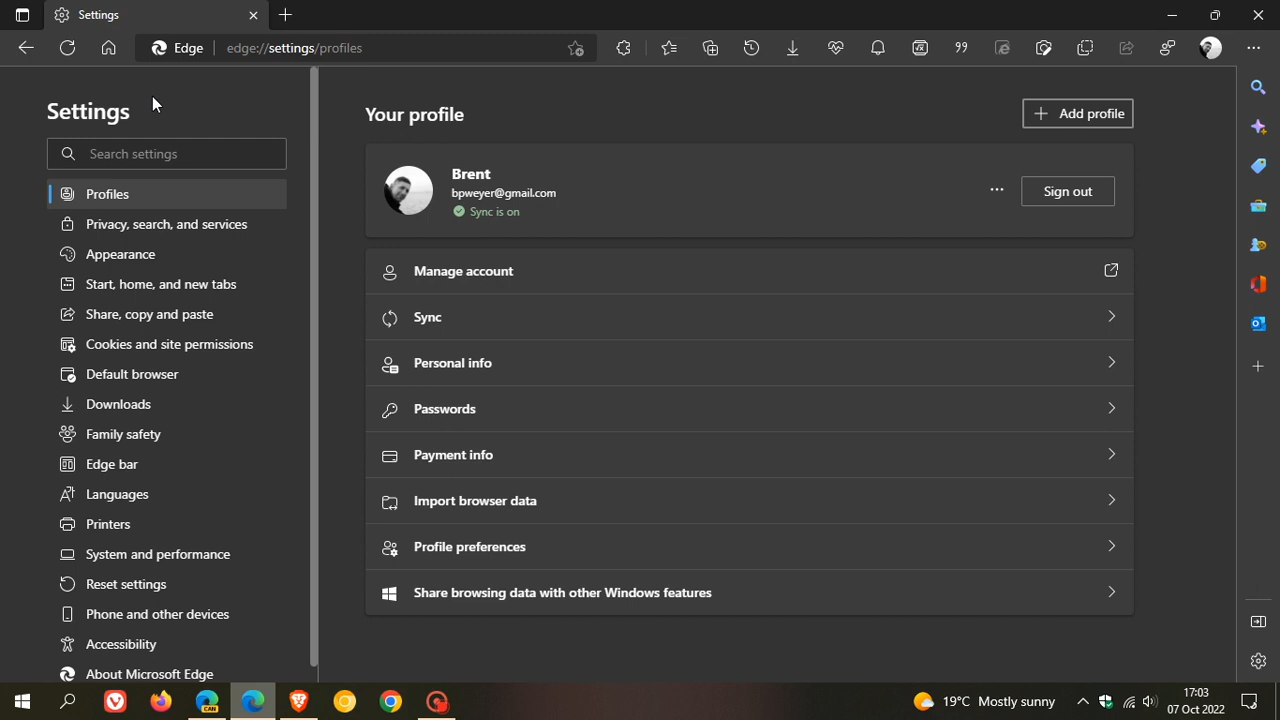 Settings
Edge
edge://settings/profiles
99
Settings
Search settings
Profiles
Privacy, search, and services
Appearance
Start, home, and new tabs
Share, copy and paste
Cookies and site permissions
Default browser
Downloads
Family safety
Edge bar
Languages
Printers
System and performance
Reset settings
Phone and other devices
Accessibility
About Microsoft Edge
Your profile
Add profile
Brent
bpweyer@gmail.com
Sync is on
Sign out
Manage account
Sync
Personal info
Passwords
Payment info
Import browser data
Profile preferences
Share browsing data with other Windows features
CAN
19°C Mostly sunny
17:03
07 Oct 2022